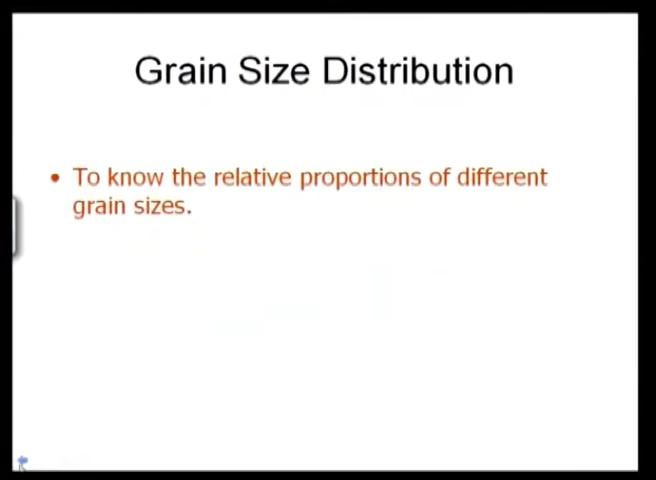 Grain Size Distribution
• To know the relative proportions of different
grain sizes.